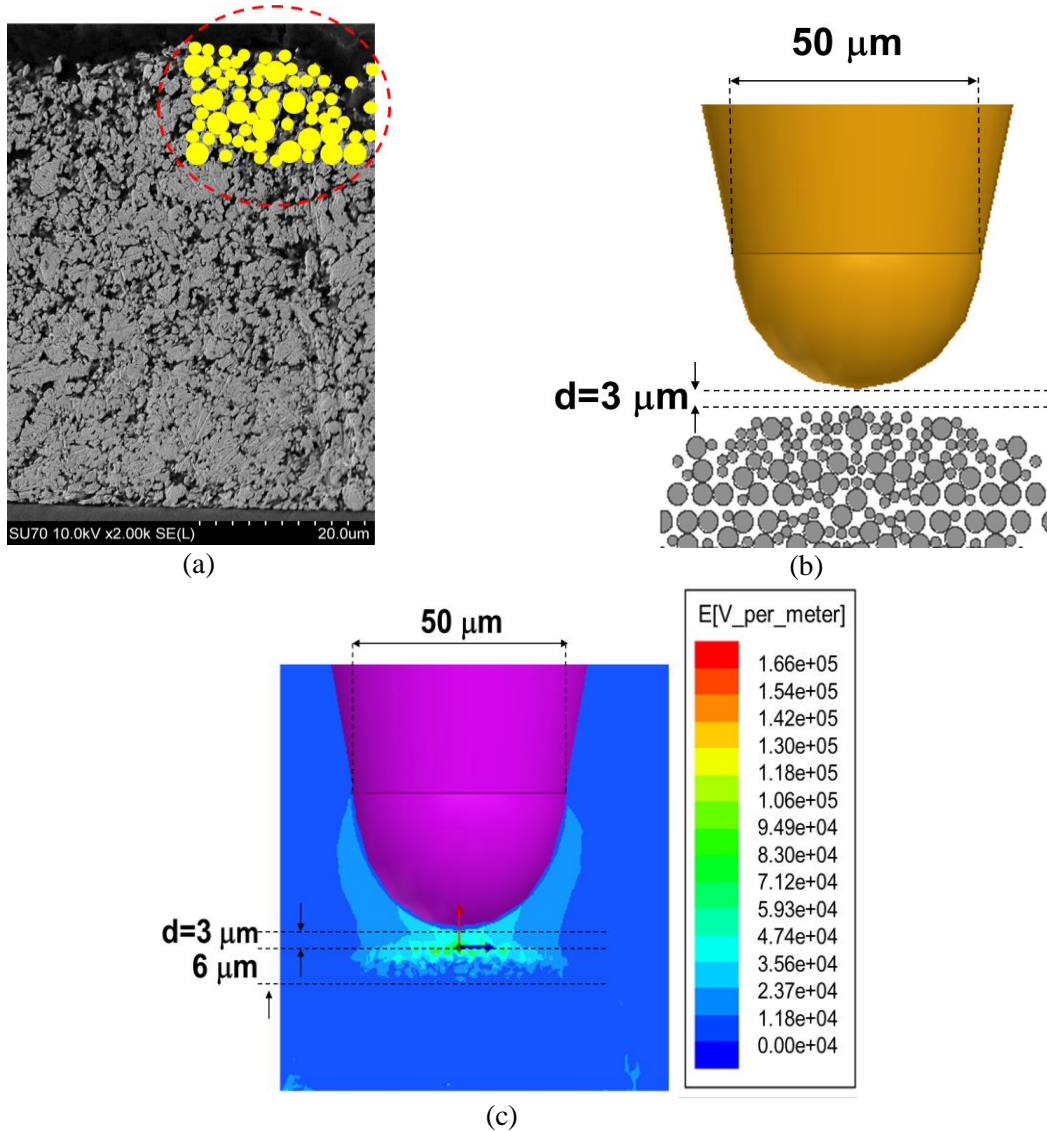 SU70 10.0kV x2.00k SE(L) 20.0um
(a)
50 μm
d=3 μm
(b)
50 μm
d=3 μm
6 μm
E[V_per_meter]
1.66e+05
1.54e+05
1.42e+05
1.30e+05
1.18e+05
1.06e+05
9.49e+04
8.30e+04
7.12e+04
5.93e+04
4.74e+04
3.56e+04
2.37e+04
1.18e+04
0.00e+04
(c)